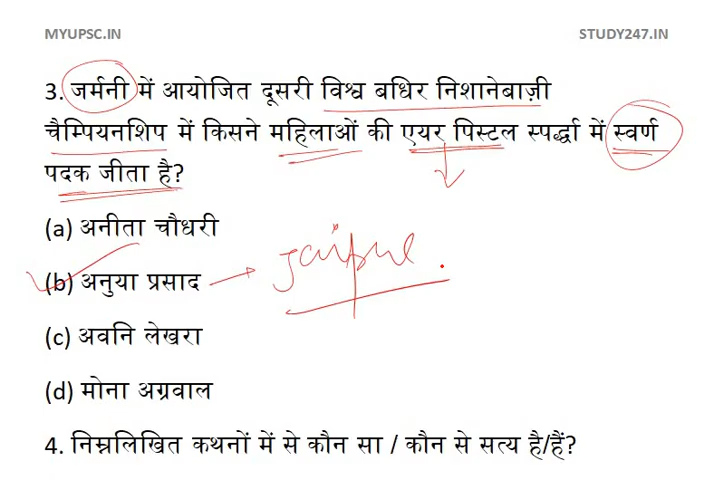 MYUPSC.IN STUDY247.IN
3. जर्मनी में आयोजित दूसरी विश्व बधिर निशानेबाज़ी
चैम्पियनशिप में किसने महिलाओं की एयर पिस्टल स्पर्द्धा में स्वर्ण
पदक जीता है?
(a) अनीता चौधरी
(b) अनुया प्रसाद
Jaipur
(c) अवनि लेखरा
(d) मोना अग्रवाल
4. निम्नलिखित कथनों में से कौन सा / कौन से सत्य है/हैं?